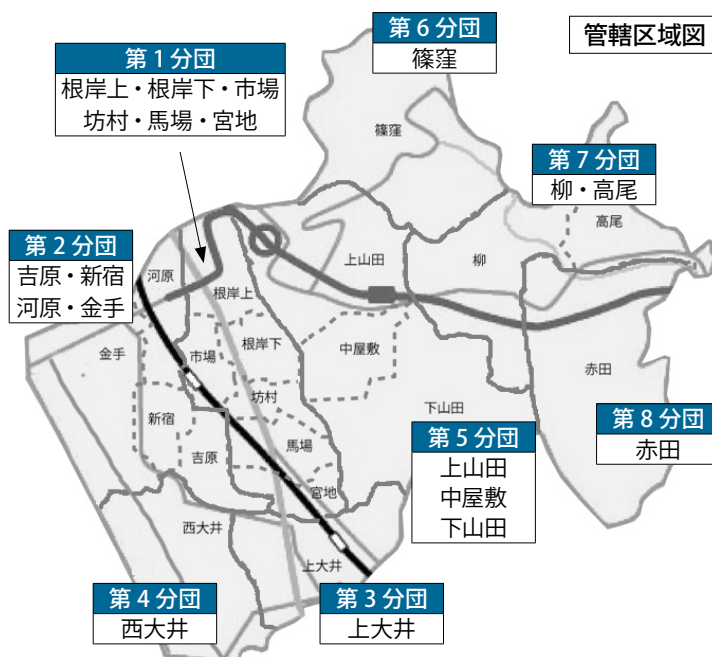 管轄区域図
第１分団
根岸上・根岸下・市場
坊村・馬場・宮地
第６分団
篠窪
第７分団
柳・高尾
第２分団
吉原・新宿
河原・金手
第８分団
赤田
第５分団
上山田
中屋敷
下山田
第４分団
西大井
第３分団
上大井
篠窪
高尾
河原
上山田
柳
根岸上
金手
市場
根岸下
中屋敷
赤田
坊村
下山田
新宿
吉原
馬場
宮地
西大井
上大井